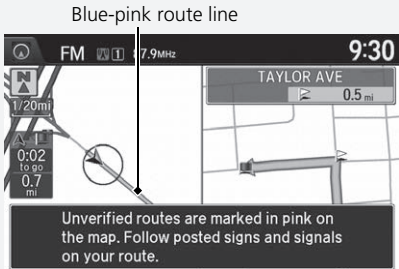 Blue-pink route line
FM 1 87.9MHz 9:30
N
1/20mi
TAYLOR AVE
0.5 mi
0:02
to go
0.7
mi
Unverified routes are marked in pink on
the map. Follow posted signs and signals
on your route.